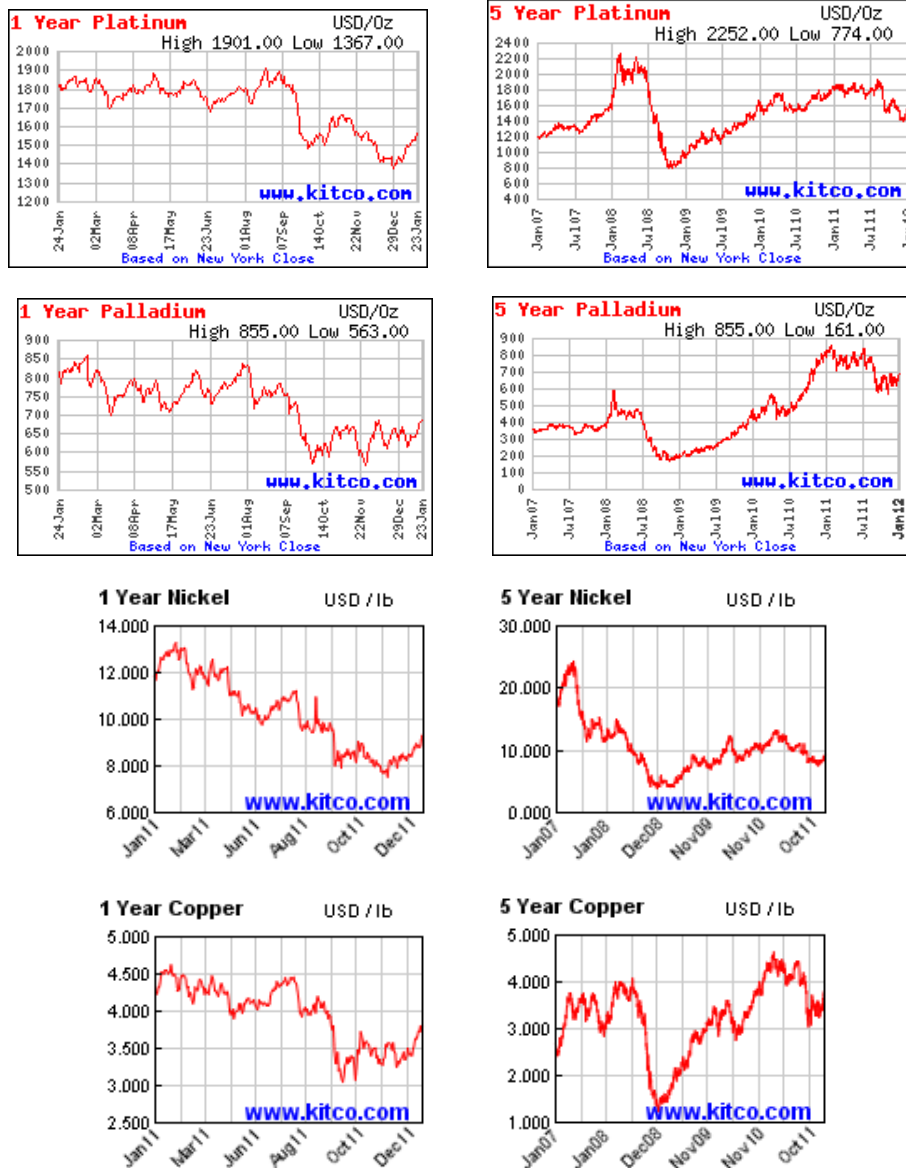 1 Year Platinum USD/Oz
High 1901.00 Low 1367.00
2000
1900
1800
1700
1600
1500
1400
1300
1200
www.kitco.com
24Jan 02Mar 08Apr 17May 23Jun 01Aug 07Sep 14Oct 22Nov 29Dec 23Jan
Based on New York Close
5 Year Platinum USD/Oz
High 2252.00 Low 774.00
2400
2200
2000
1800
1600
1400
1200
1000
800
600
400
www.kitco.com
Jan07 Jul07 Jan08 Jul08 Jan09 Jul09 Jan10 Jul10 Jan11 Jul11
Based on New York Close
1 Year Palladium USD/Oz
High 855.00 Low 563.00
900
850
800
750
700
650
600
550
500
www.kitco.com
24Jan 02Mar 08Apr 17May 23Jun 01Aug 07Sep 14Oct 22Nov 29Dec 23Jan
Based on New York Close
5 Year Palladium USD/Oz
High 855.00 Low 161.00
900
800
700
600
500
400
300
200
100
0
www.kitco.com
Jan07 Jul07 Jan08 Jul08 Jan09 Jul09 Jan10 Jul10 Jan11 Jul11 Jan12
Based on New York Close
1 Year Nickel USD / lb
14.000
12.000
10.000
8.000
6.000
www.kitco.com
Jan11 Mar11 Jun11 Aug11 Oct11 Dec11
5 Year Nickel USD / lb
30.000
20.000
10.000
0.000
www.kitco.com
Jan07 Jan08 Dec08 Nov09 Nov10 Oct11
1 Year Copper USD / lb
5.000
4.500
4.000
3.500
3.000
2.500
www.kitco.com
Jan11 Mar11 Jun11 Aug11 Oct11 Dec11
5 Year Copper USD / lb
5.000
4.000
3.000
2.000
1.000
www.kitco.com
Jan07 Jan08 Dec08 Nov09 Nov10 Oct11